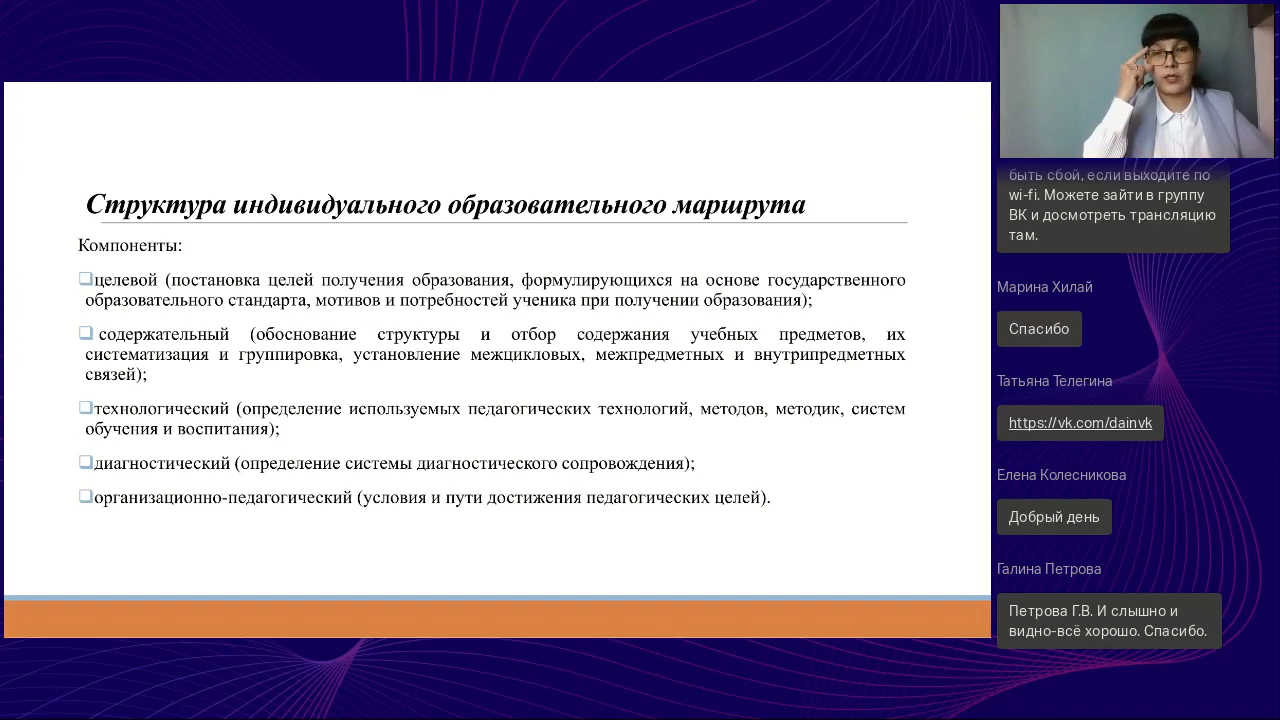 Структура индивидуального образовательного маршрута
Компоненты:
❑целевой (постановка целей получения образования, формулирующихся на основе государственного
образовательного стандарта, мотивов и потребностей ученика при получении образования);
❑ содержательный (обоснование структуры и отбор содержания учебных предметов, их
систематизация и группировка, установление межцикловых, межпредметных и внутрипредметных
связей);
❑технологический (определение используемых педагогических технологий, методов, методик, систем
обучения и воспитания);
❑диагностический (определение системы диагностического сопровождения);
❑организационно-педагогический (условия и пути достижения педагогических целей).
быть сбой, если выходите по
wi-fi. Можете зайти в группу
ВК и досмотреть трансляцию
там.
Марина Хилай
Спасибо
Татьяна Телегина
https://vk.com/dainvk
Елена Колесникова
Добрый день
Галина Петрова
Петрова Г.В. И слышно и
видно-всё хорошо. Спасибо.